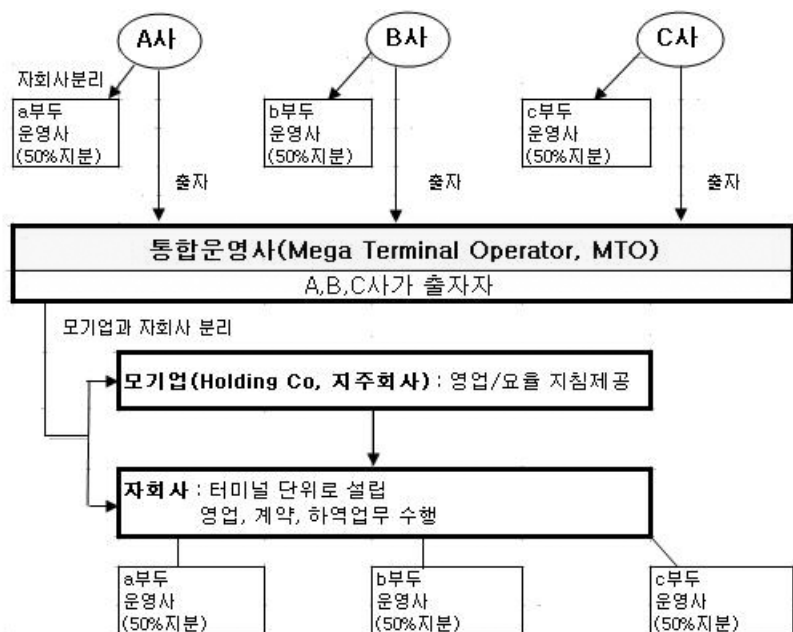 A사
B사
C사
자회사분리
a부두
운영사
(50%지분)
b부두
운영사
(50%지분)
c부두
운영사
(50%지분)
출자
출자
출자
통합운영사(Mega Terminal Operator, MTO)
A,B,C사가 출자자
모기업과 자회사 분리
모기업(Holding Co, 지주회사) : 영업/요율 지침제공
자회사 : 터미널 단위로 설립
영업, 계약, 하역업무 수행
a부두
운영사
(50%지분)
b부두
운영사
(50%지분)
c부두
운영사
(50%지분)